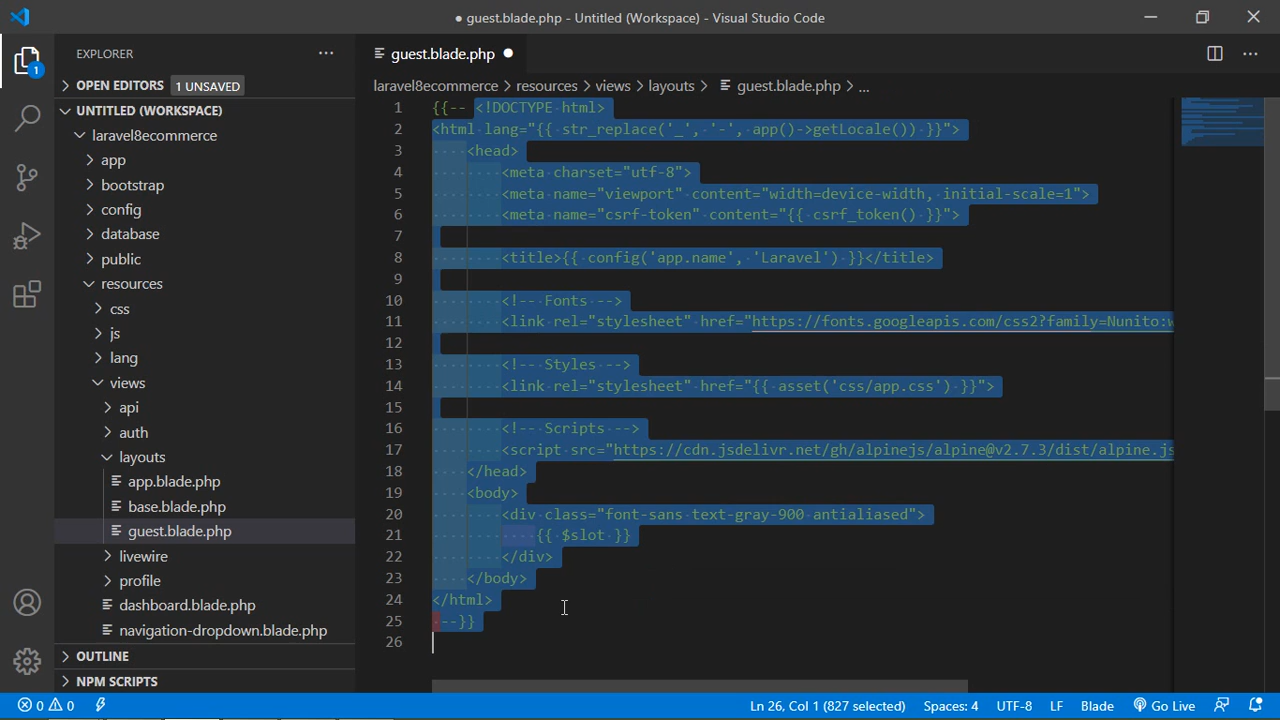 ● guest.blade.php - Untitled (Workspace) - Visual Studio Code
EXPLORER
guest.blade.php
OPEN EDITORS 1 UNSAVED
laravel8ecommerce > resources > views > layouts > guest.blade.php > ...
UNTITLED (WORKSPACE)
laravel8ecommerce
app
bootstrap
config
database
public
resources
css
js
lang
views
api
auth
layouts
app.blade.php
base.blade.php
guest.blade.php
livewire
profile
dashboard.blade.php
navigation-dropdown.blade.php
OUTLINE
NPM SCRIPTS
1
1 {{-- <!DOCTYPE html>
2 <html lang="{{ str_replace('_', '-', app()->getLocale()) }}">
3 <head>
4 <meta charset="utf-8">
5 <meta name="viewport" content="width=device-width, initial-scale=1">
6 <meta name="csrf-token" content="{{ csrf_token() }}">
7
8 <title>{{ config('app.name', 'Laravel') }}</title>
9
10 <!-- Fonts -->
11 <link rel="stylesheet" href="https://fonts.googleapis.com/css2?family=Nunito:w
12
13 <!-- Styles -->
14 <link rel="stylesheet" href="{{ asset('css/app.css') }}">
15
16 <!-- Scripts -->
17 <script src="https://cdn.jsdelivr.net/gh/alpinejs/alpine@v2.7.3/dist/alpine.js
18 </head>
19 <body>
20 <div class="font-sans text-gray-900 antialiased">
21 {{ $slot }}
22 </div>
23 </body>
24 </html>
25 --}}
26
0 0 Ln 26, Col 1 (827 selected) Spaces: 4 UTF-8 LF Blade Go Live